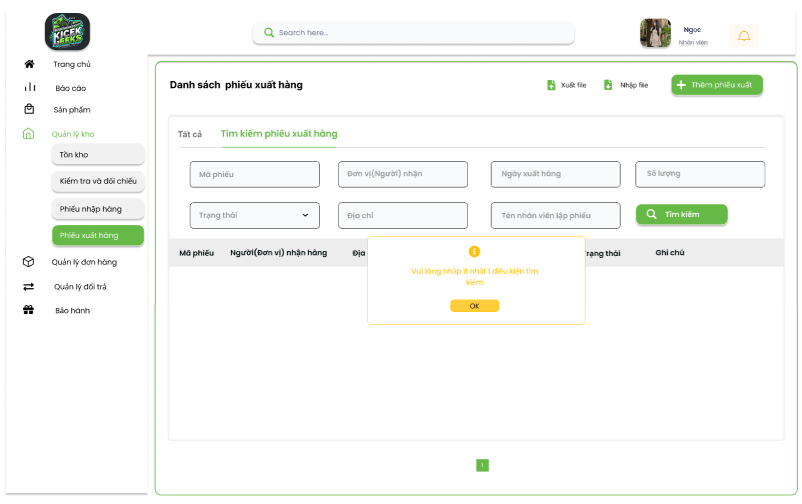 KICEK
GEEKS
Search here...
Ngọc
Nhân viên
Trang chủ
Báo cáo
Sản phẩm
Quản lý kho
Tồn kho
Kiểm tra và đối chiếu
Phiếu nhập hàng
Phiếu xuất hàng
Quản lý đơn hàng
Quản lý đổi trả
Bảo hành
Danh sách phiếu xuất hàng
Xuất file
Nhập file
Thêm phiếu xuất
Tất cả
Tìm kiếm phiếu xuất hàng
Mã phiếu
Đơn vị(Người) nhận
Ngày xuất hàng
Số lượng
Trạng thái
Địa chỉ
Tên nhân viên lập phiếu
Tìm kiếm
Mã phiếu
Người(Đơn vị) nhận hàng
Địa
rạng thái
Ghi chú
Vui lòng nhập ít nhất 1 điều kiện tìm
kiếm
OK
1